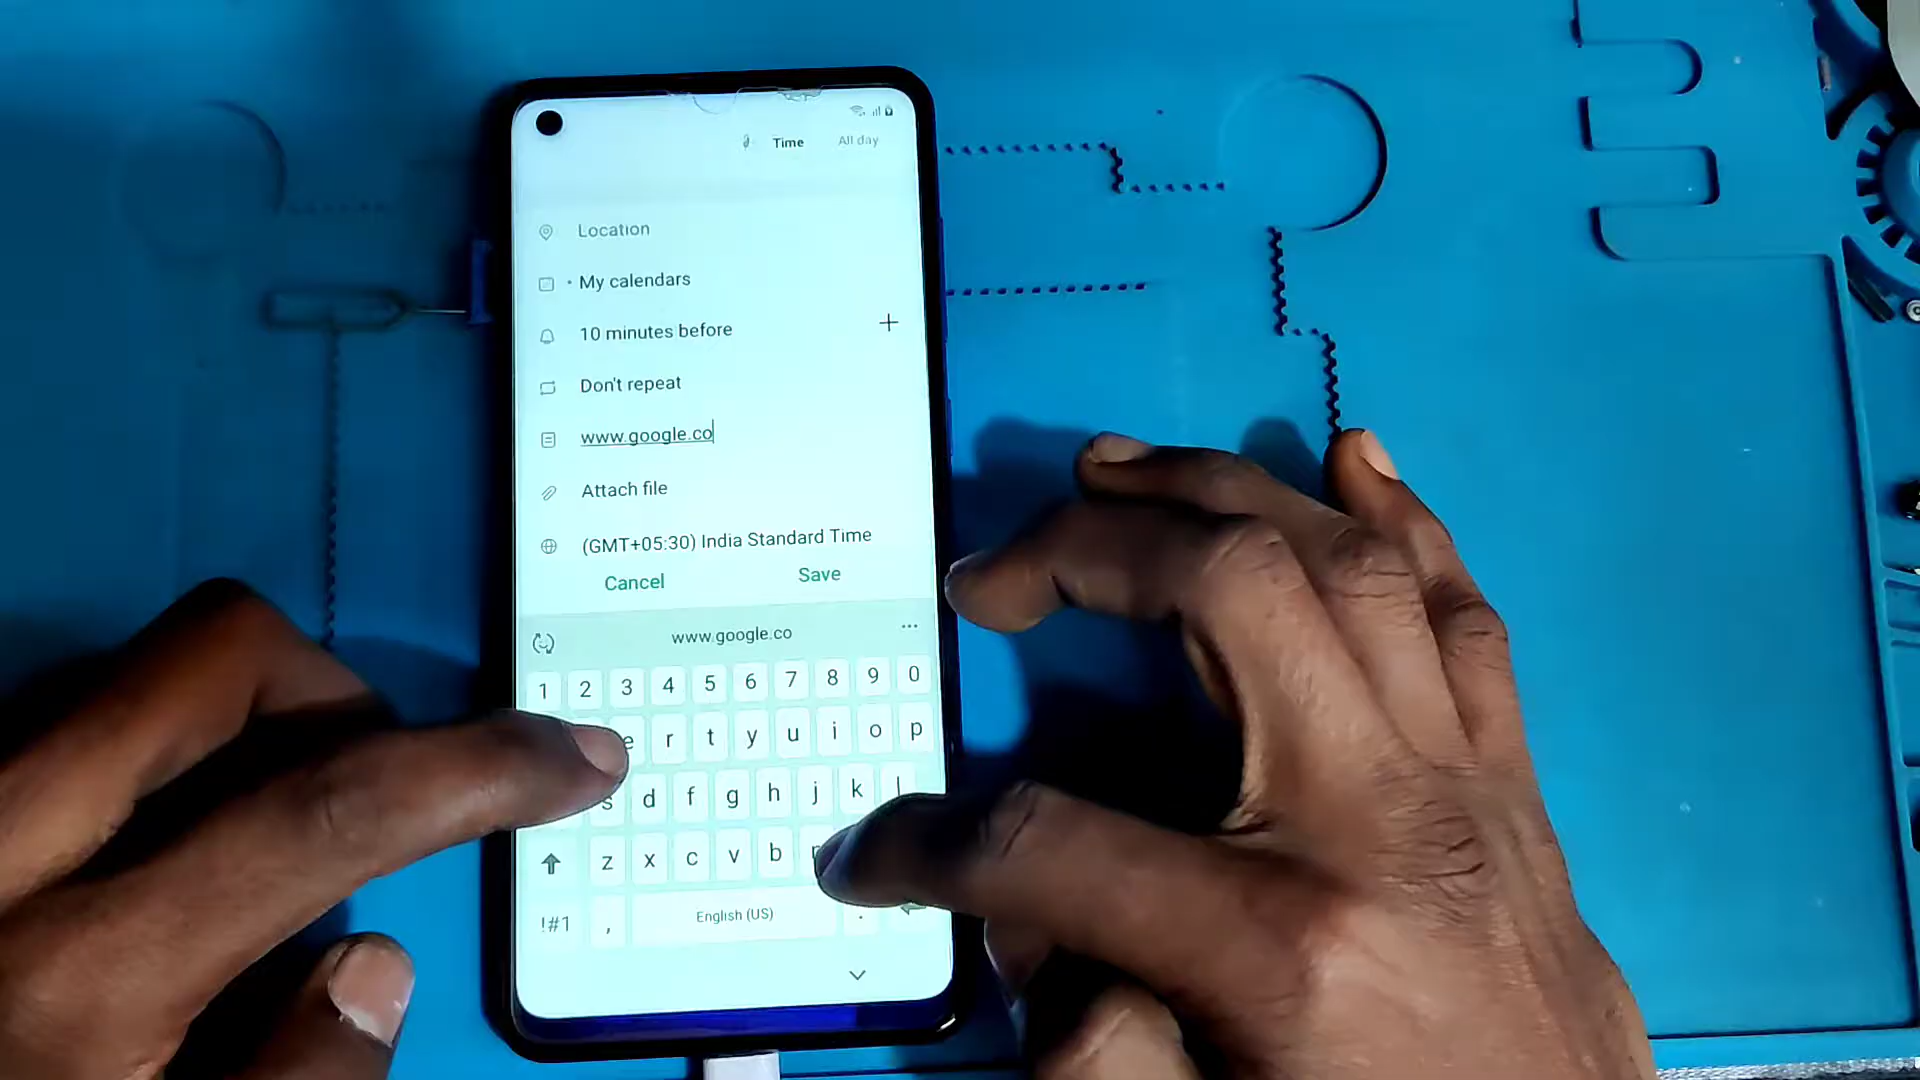 Time All day
Location
My calendars
10 minutes before
Don't repeat
www.google.co
Attach file
(GMT+05:30) India Standard Time
Cancel Save
www.google.co ...
1 2 3 4 5 6 7 8 9 0
e r t y u i o p
s d f g h j k l
z x c v b
!#1 , English (US) .